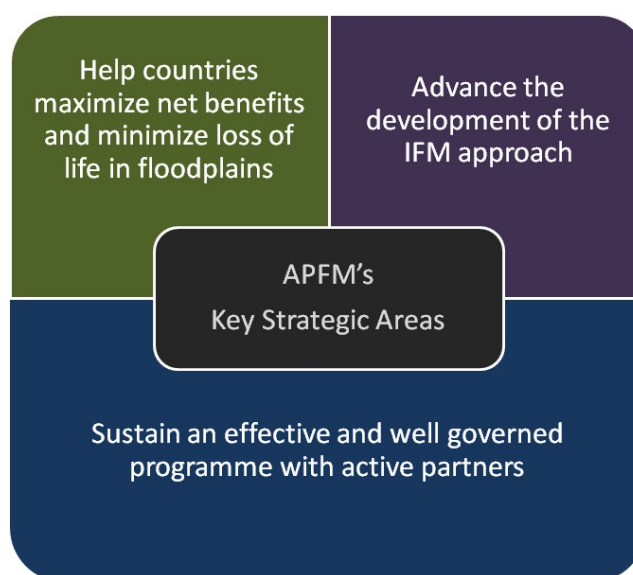 Help countries
maximize net benefits
and minimize loss of
life in floodplains
Advance the
development of the
IFM approach
APFM's
Key Strategic Areas
Sustain an effective and well governed
programme with active partners